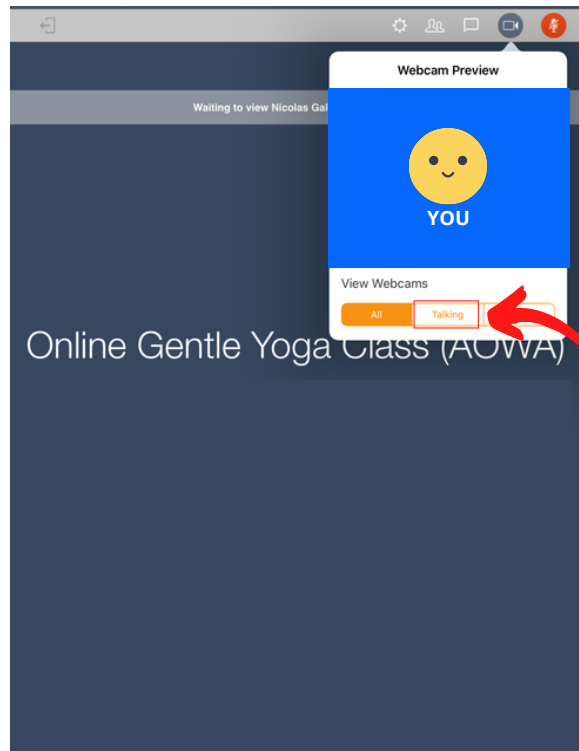 Webcam Preview
Waiting to view Nicolas Gal
YOU
View Webcams
All Talking
Online Gentle Yoga Class (AOWA)